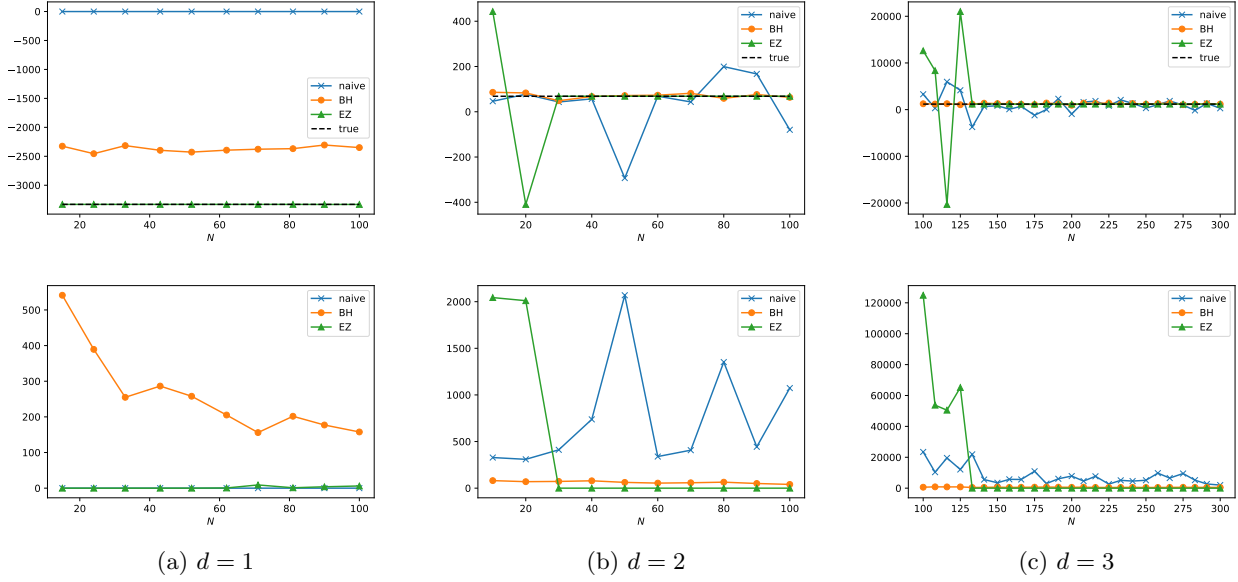 0
−500
−1000
−1500
−2000
−2500
−3000
20
40
60
80
100
N
naive
BH
EZ
true
400
200
0
−200
−400
20
40
60
80
100
N
naive
BH
EZ
true
20000
10000
0
−10000
−20000
100
125
150
175
200
225
250
275
300
N
naive
BH
EZ
true
500
400
300
200
100
0
20
40
60
80
100
N
naive
BH
EZ
2000
1500
1000
500
0
20
40
60
80
100
N
naive
BH
EZ
120000
100000
80000
60000
40000
20000
0
100
125
150
175
200
225
250
275
300
N
naive
BH
EZ
(a) d = 1
(b) d = 2
(c) d = 3